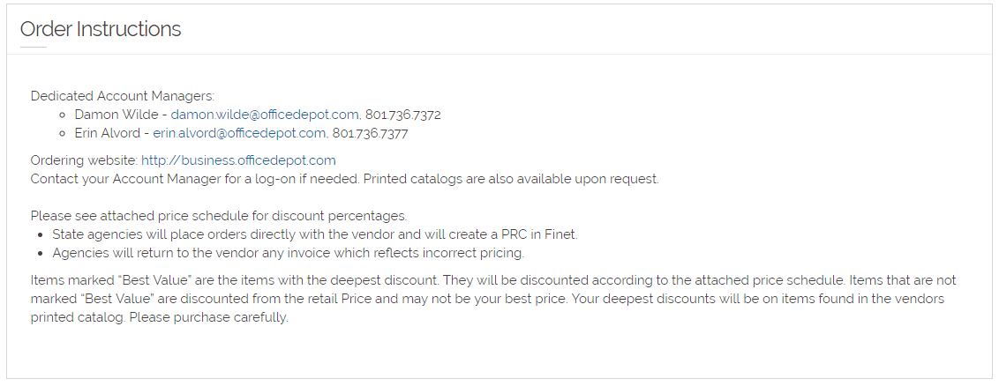 Order Instructions
Dedicated Account Managers:
Damon Wilde - damon.wilde@officedepot.com, 801.736.7372
Erin Alvord - erin.alvord@officedepot.com, 801.736.7377
Ordering website: http://business.officedepot.com
Contact your Account Manager for a log-on if needed. Printed catalogs are also available upon request.
Please see attached price schedule for discount percentages.
State agencies will place orders directly with the vendor and will create a PRC in Finet.
Agencies will return to the vendor any invoice which reflects incorrect pricing.
Items marked “Best Value” are the items with the deepest discount. They will be discounted according to the attached price schedule. Items that are not
marked “Best Value” are discounted from the retail Price and may not be your best price. Your deepest discounts will be on items found in the vendors
printed catalog. Please purchase carefully.